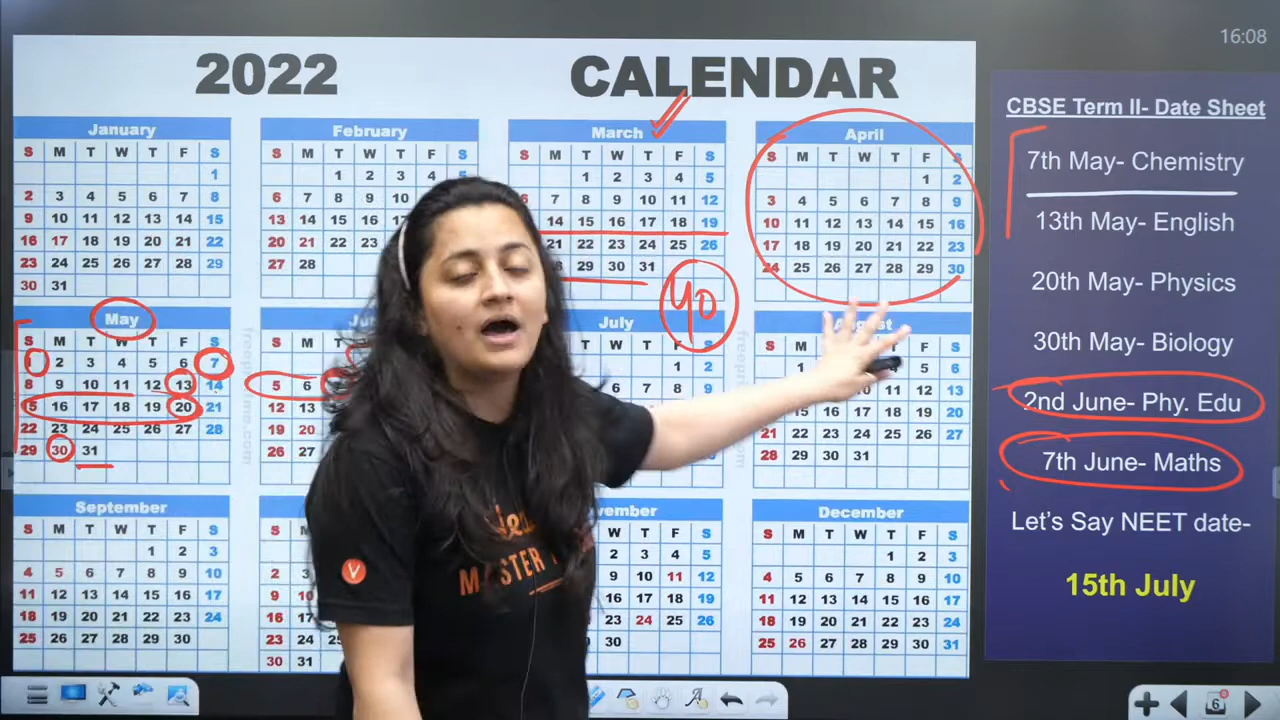 16:08
2022 CALENDAR
January
S M T W T F S
1
2 3 4 5 6 7 8
9 10 11 12 13 14 15
16 17 18 19 20 21 22
23 24 25 26 27 28 29
30 31
February
S M T W T F S
1 2 3 4 5
6 7 8 9 10
13 14 15 16 17
20 21 22 23
27 28
March
S M T W T F S
1 2 3 4 5
6 7 8 9 10 11 12
14 15 16 17 18 19
21 22 23 24 25 26
29 30 31
40
April
S M T W T F S
1 2
3 4 5 6 7 8 9
10 11 12 13 14 15 16
17 18 19 20 21 22 23
24 25 26 27 28 29 30
May
S M T W T F S
2 3 4 5 6 7
8 9 10 11 12 13 14
15 16 17 18 19 20 21
22 23 24 25 26 27 28
29 30 31
S M T
5 6
12 13
19 20
26 27
July
F S
1 2
6 7 8 9
August
S M T W T F S
1 5 6
10 11 12 13
15 16 17 18 19 20
21 22 23 24 25 26 27
28 29 30 31
September
S M T W T F S
1 2 3
4 5 6 7 8 9 10
11 12 13 14 15 16 17
18 19 20 21 22 23 24
25 26 27 28 29 30
S M
2 3
9 10
16 17
23 24
30 31
vember
W T F S
2 3 4 5
9 10 11 12
16 17 18 19
23 24 25 26
30
December
S M T W T F S
1 2 3
4 5 6 7 8 9 10
11 12 13 14 15 16 17
18 19 20 21 22 23 24
25 26 27 28 29 30 31
CBSE Term II- Date Sheet
7th May- Chemistry
13th May- English
20th May- Physics
30th May- Biology
2nd June- Phy. Edu
7th June- Maths
Let's Say NEET date-
15th July
V
MASTER
6